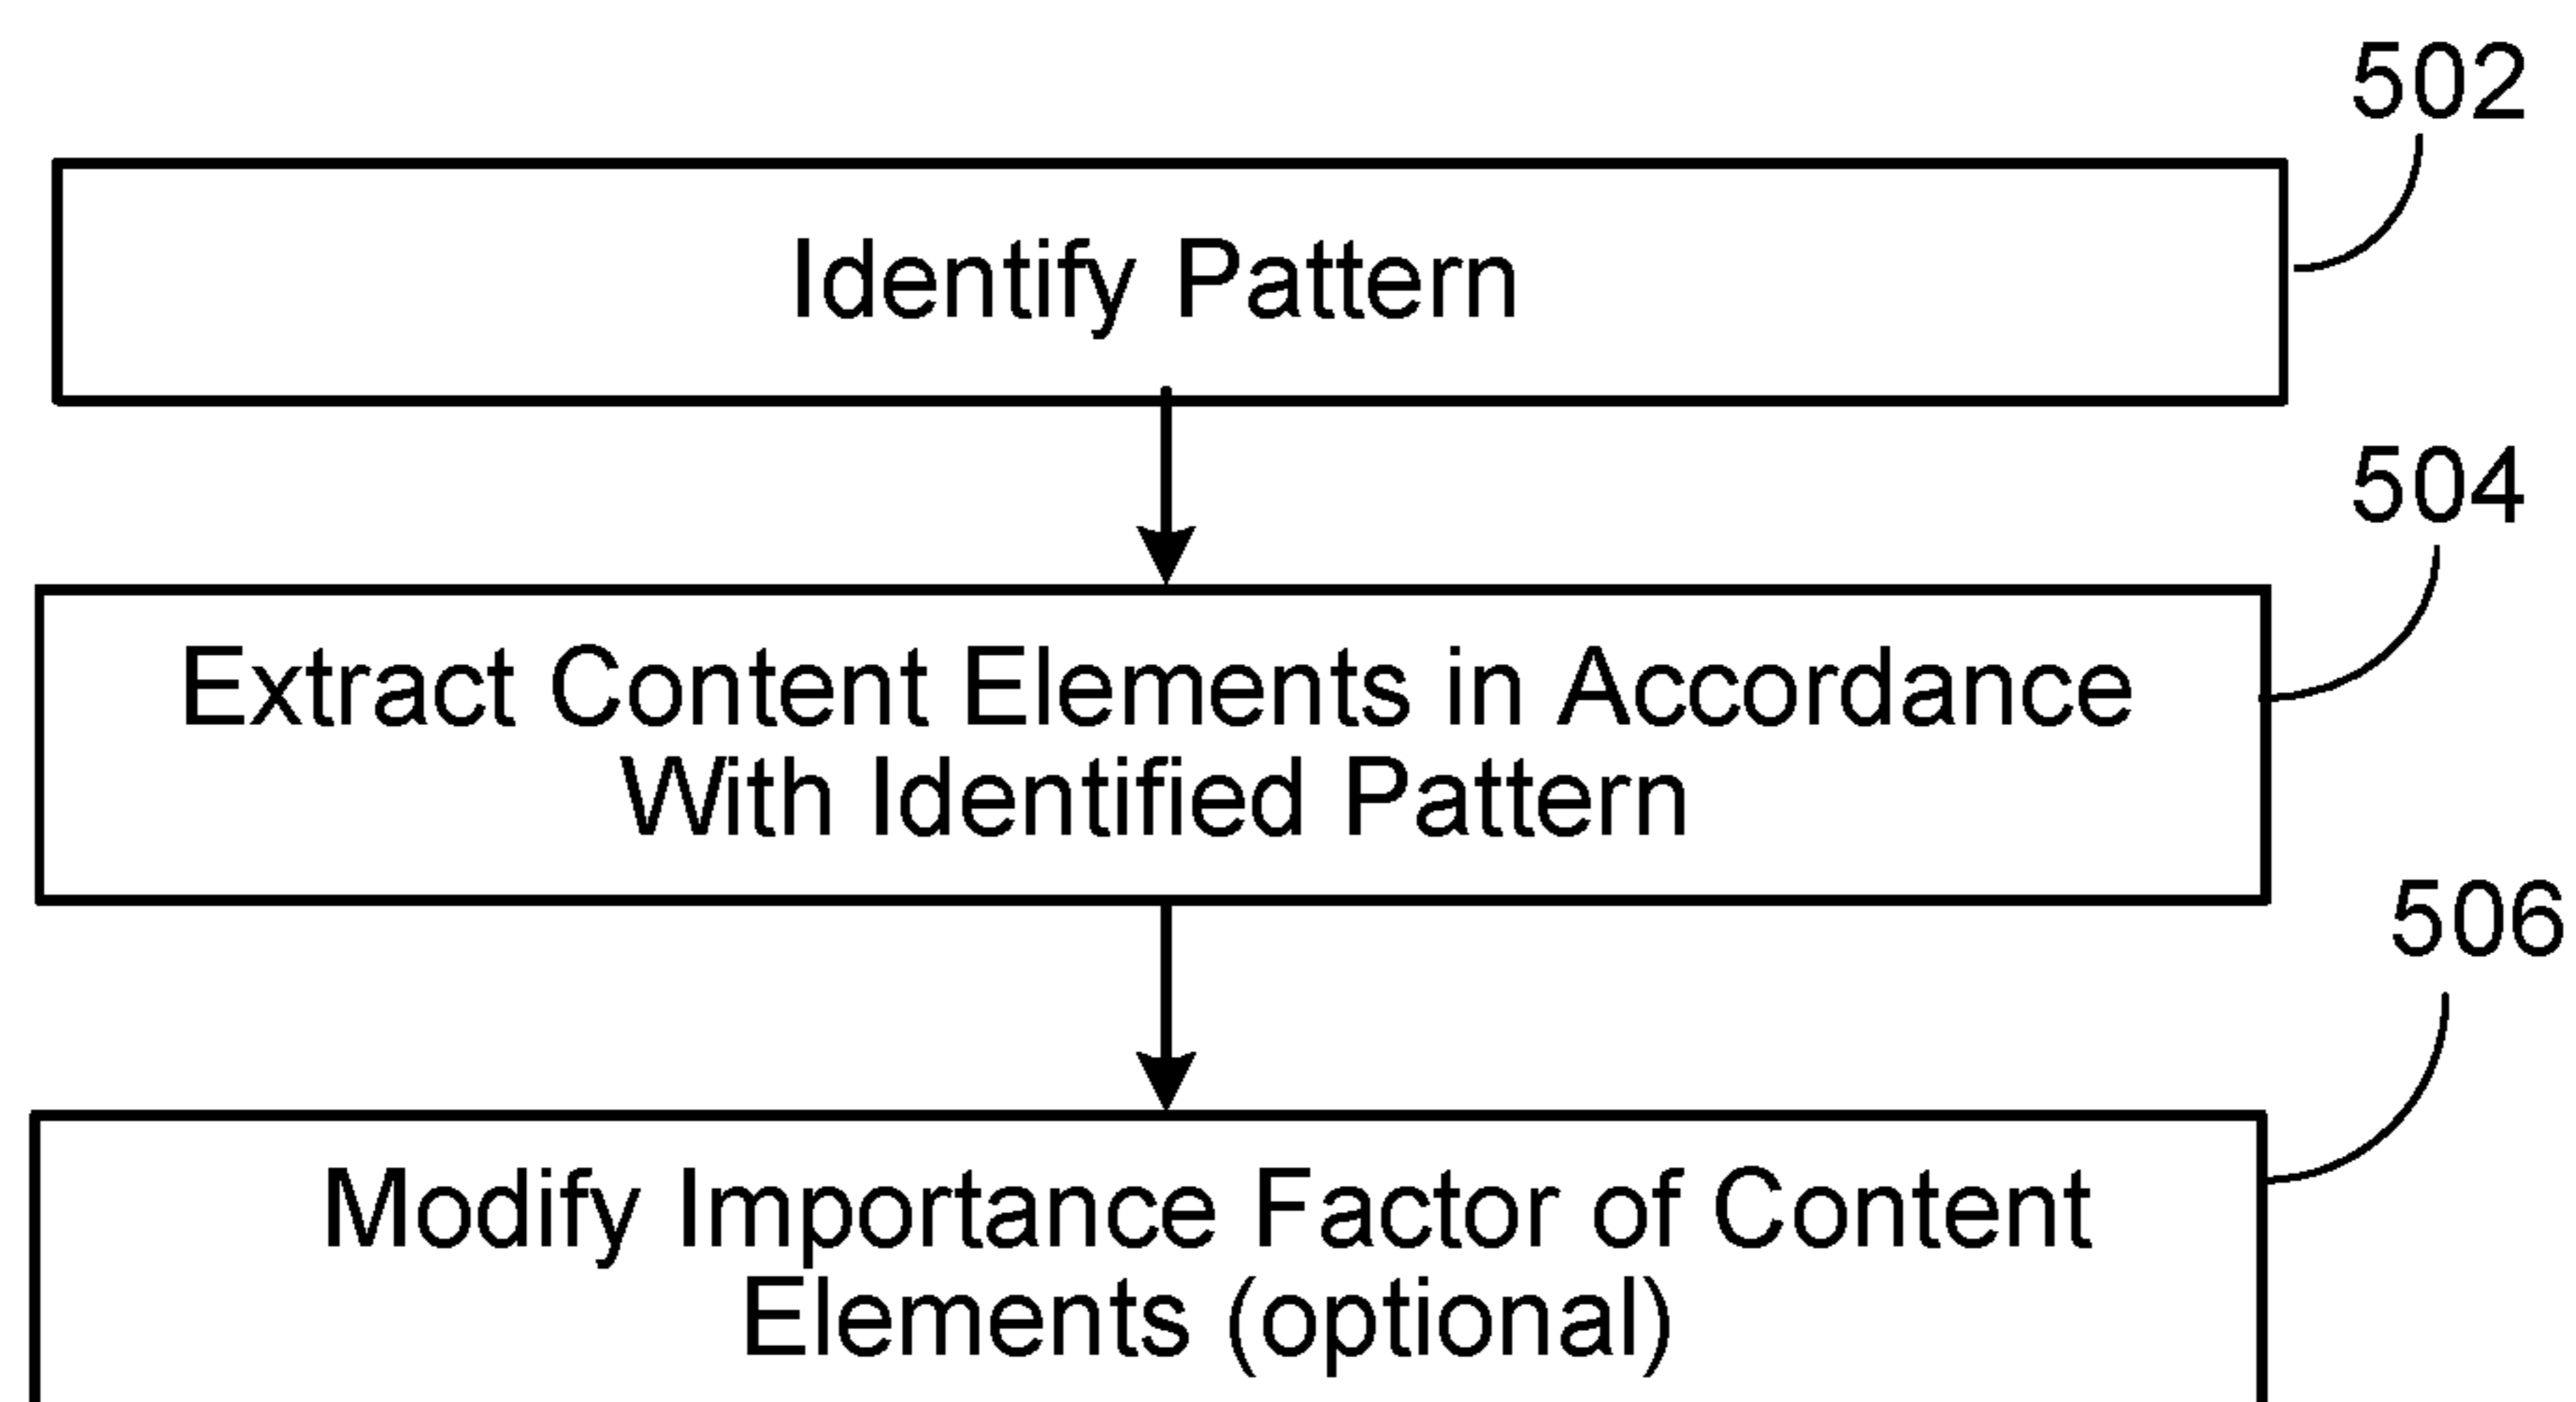 502
Identify Pattern
504
Extract Content Elements in Accordance
With Identified Pattern
506
Modify Importance Factor of Content
Elements (optional)